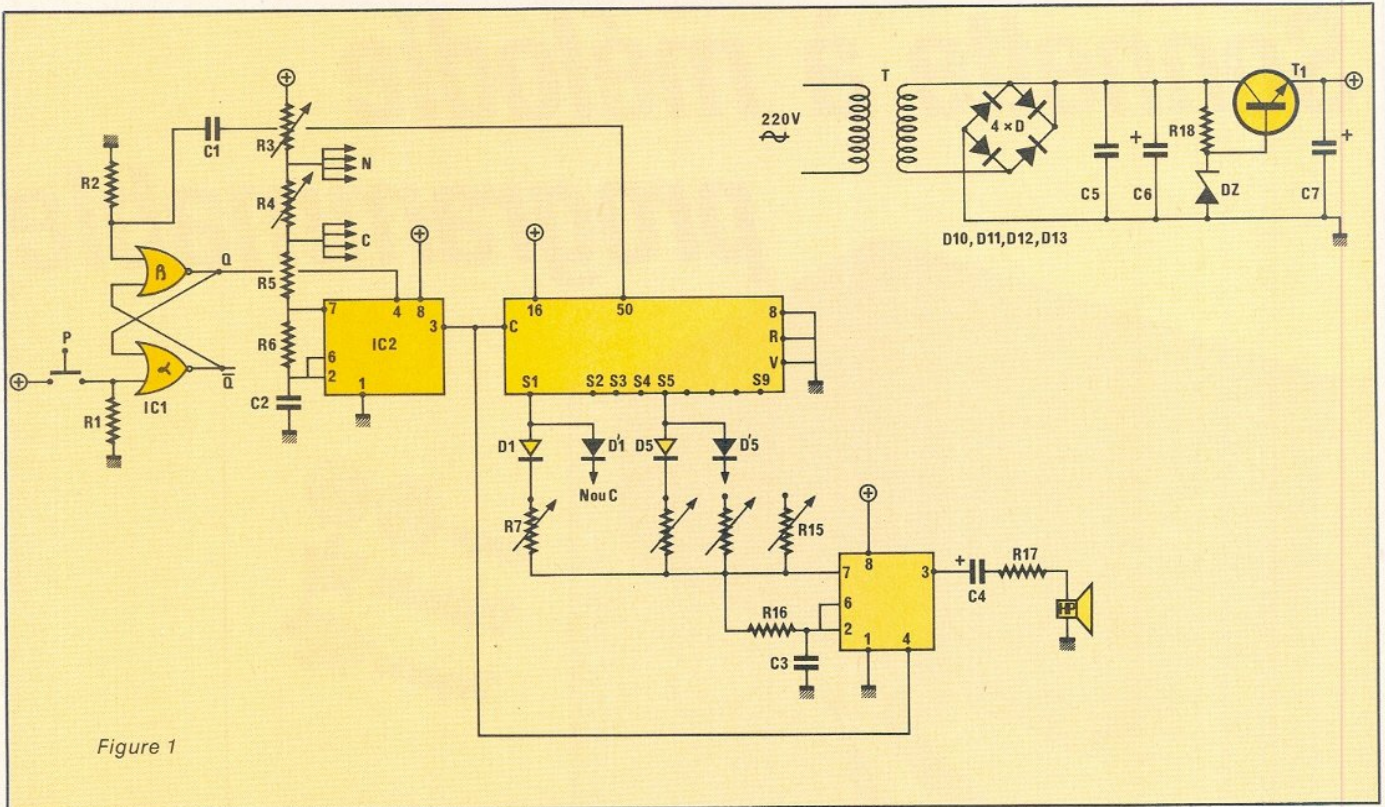 R2
C1
R3
N
R4
C
Q
R5
β
P
R6
7
4
8
3
IC2
6
2
1
α
Q̅
IC1
R1
C2
C
16
50
8
R
V
S1
S2
S3
S4
S5
S9
D1
D'1
D5
D'5
N ou C
R7
R15
R16
C3
7
8
3
6
2
1
4
+
C4
R17
HP
220V
T
4 × D
D10, D11, D12, D13
C5
+
C6
R18
DZ
T1
+
C7
Figure 1